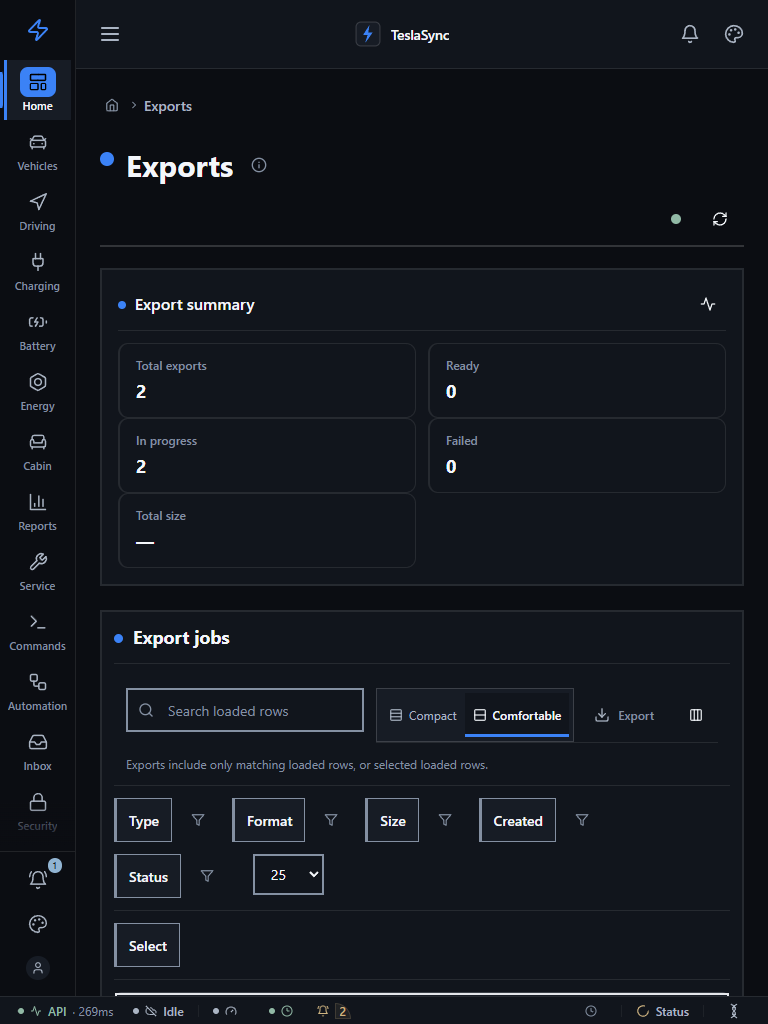 TeslaSync
Home
Vehicles
Driving
Charging
Battery
Energy
Cabin
Reports
Service
Commands
Automation
Inbox
Security
1
Exports
Exports
Export summary
Total exports
2
Ready
0
In progress
2
Failed
0
Total size
—
Export jobs
Search loaded rows
Compact
Comfortable
Export
Exports include only matching loaded rows, or selected loaded rows.
Type
Format
Size
Created
Status
25
Select
API · 269ms
Idle
2
Status